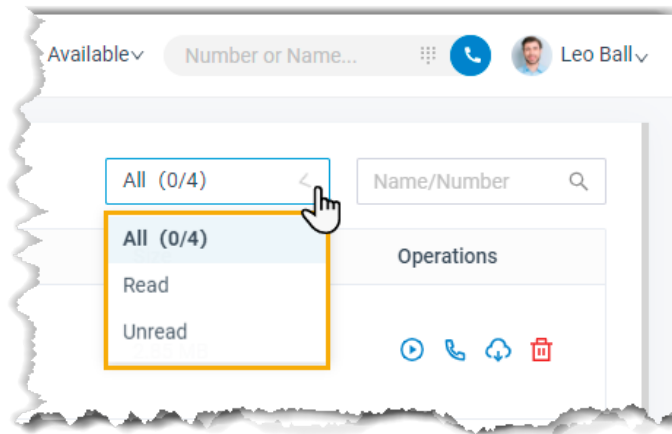 Available
Number or Name...
Leo Ball
All (0/4)
Name/Number
All (0/4)
Operations
Read
Unread